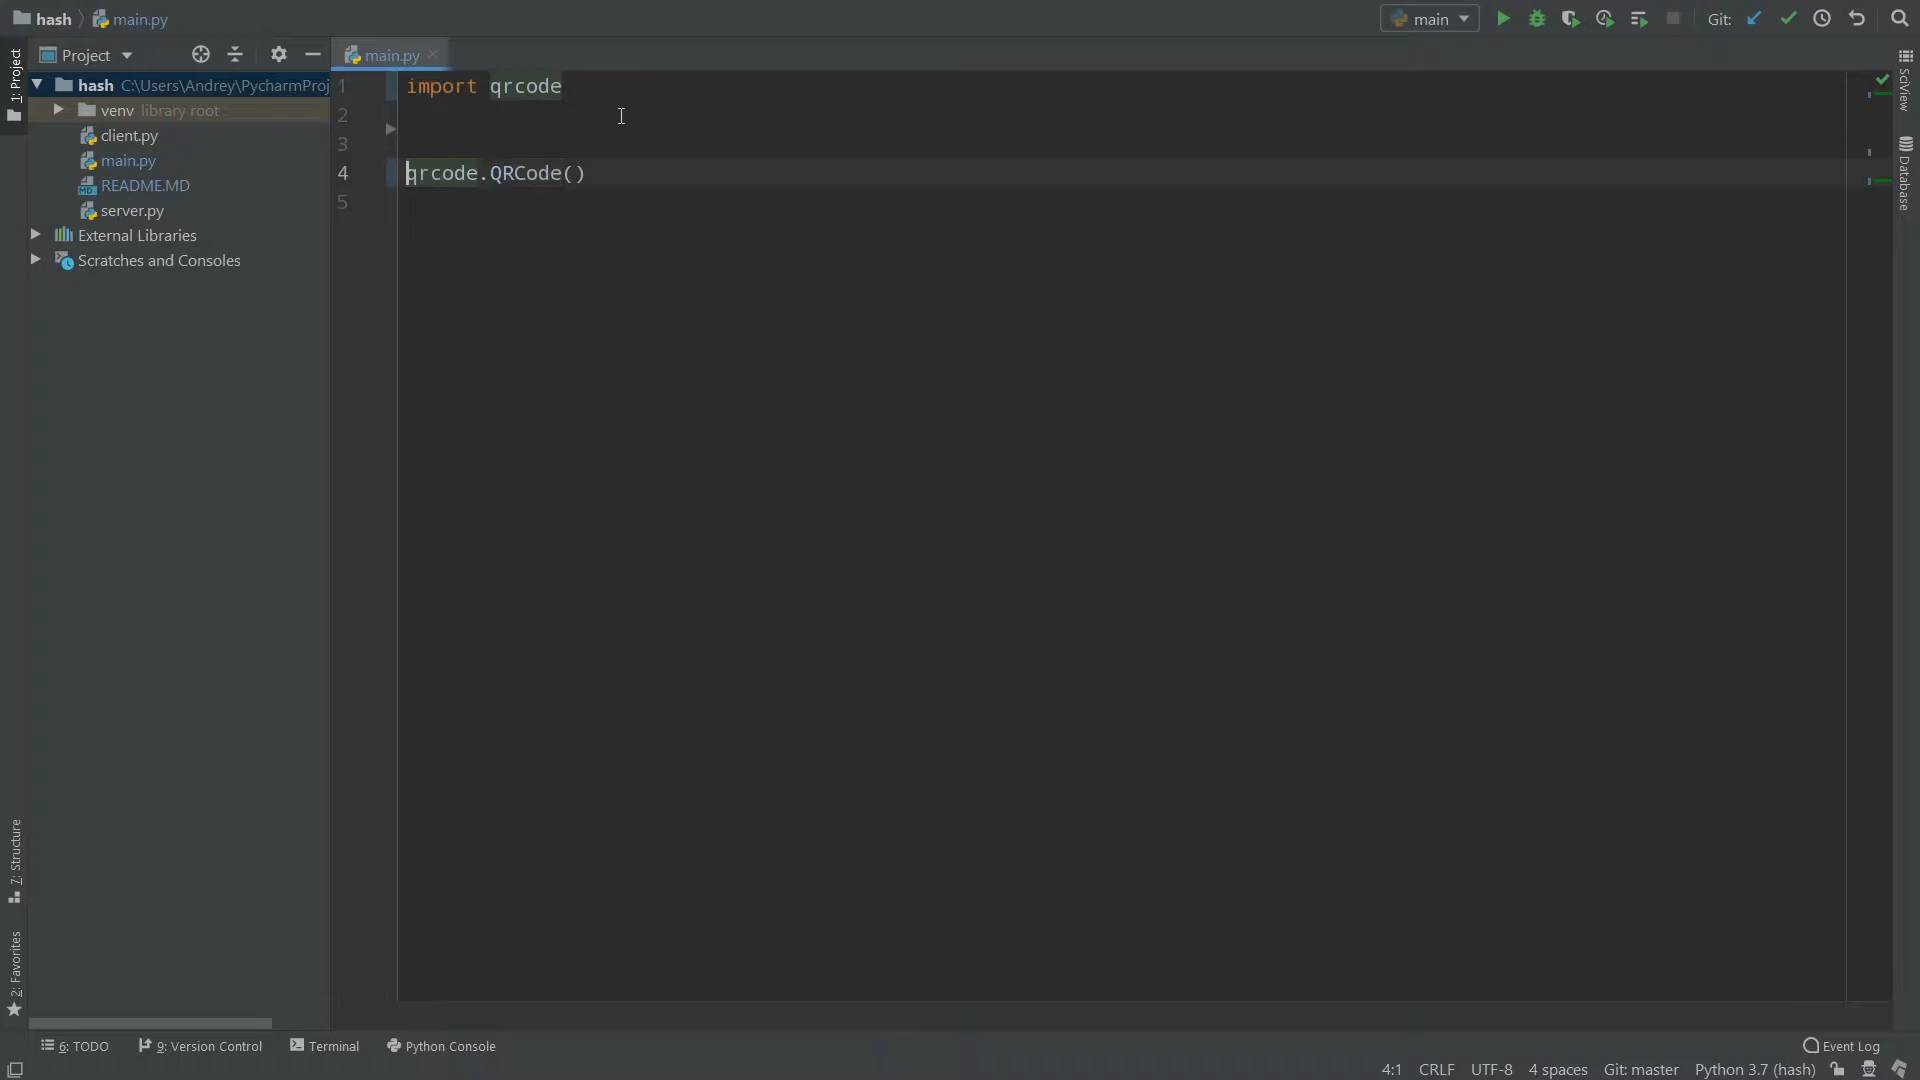 hash main.py
main Git:
Project main.py
1: Project
hash C:\Users\Andrey\PycharmProj
venv library root
client.py
main.py
README.MD
server.py
External Libraries
Scratches and Consoles
1 import qrcode
2
3
4 qrcode.QRCode()
5
SciView
Database
7: Structure
2: Favorites
6: TODO 9: Version Control Terminal Python Console Event Log
4:1 CRLF UTF-8 4 spaces Git: master Python 3.7 (hash)